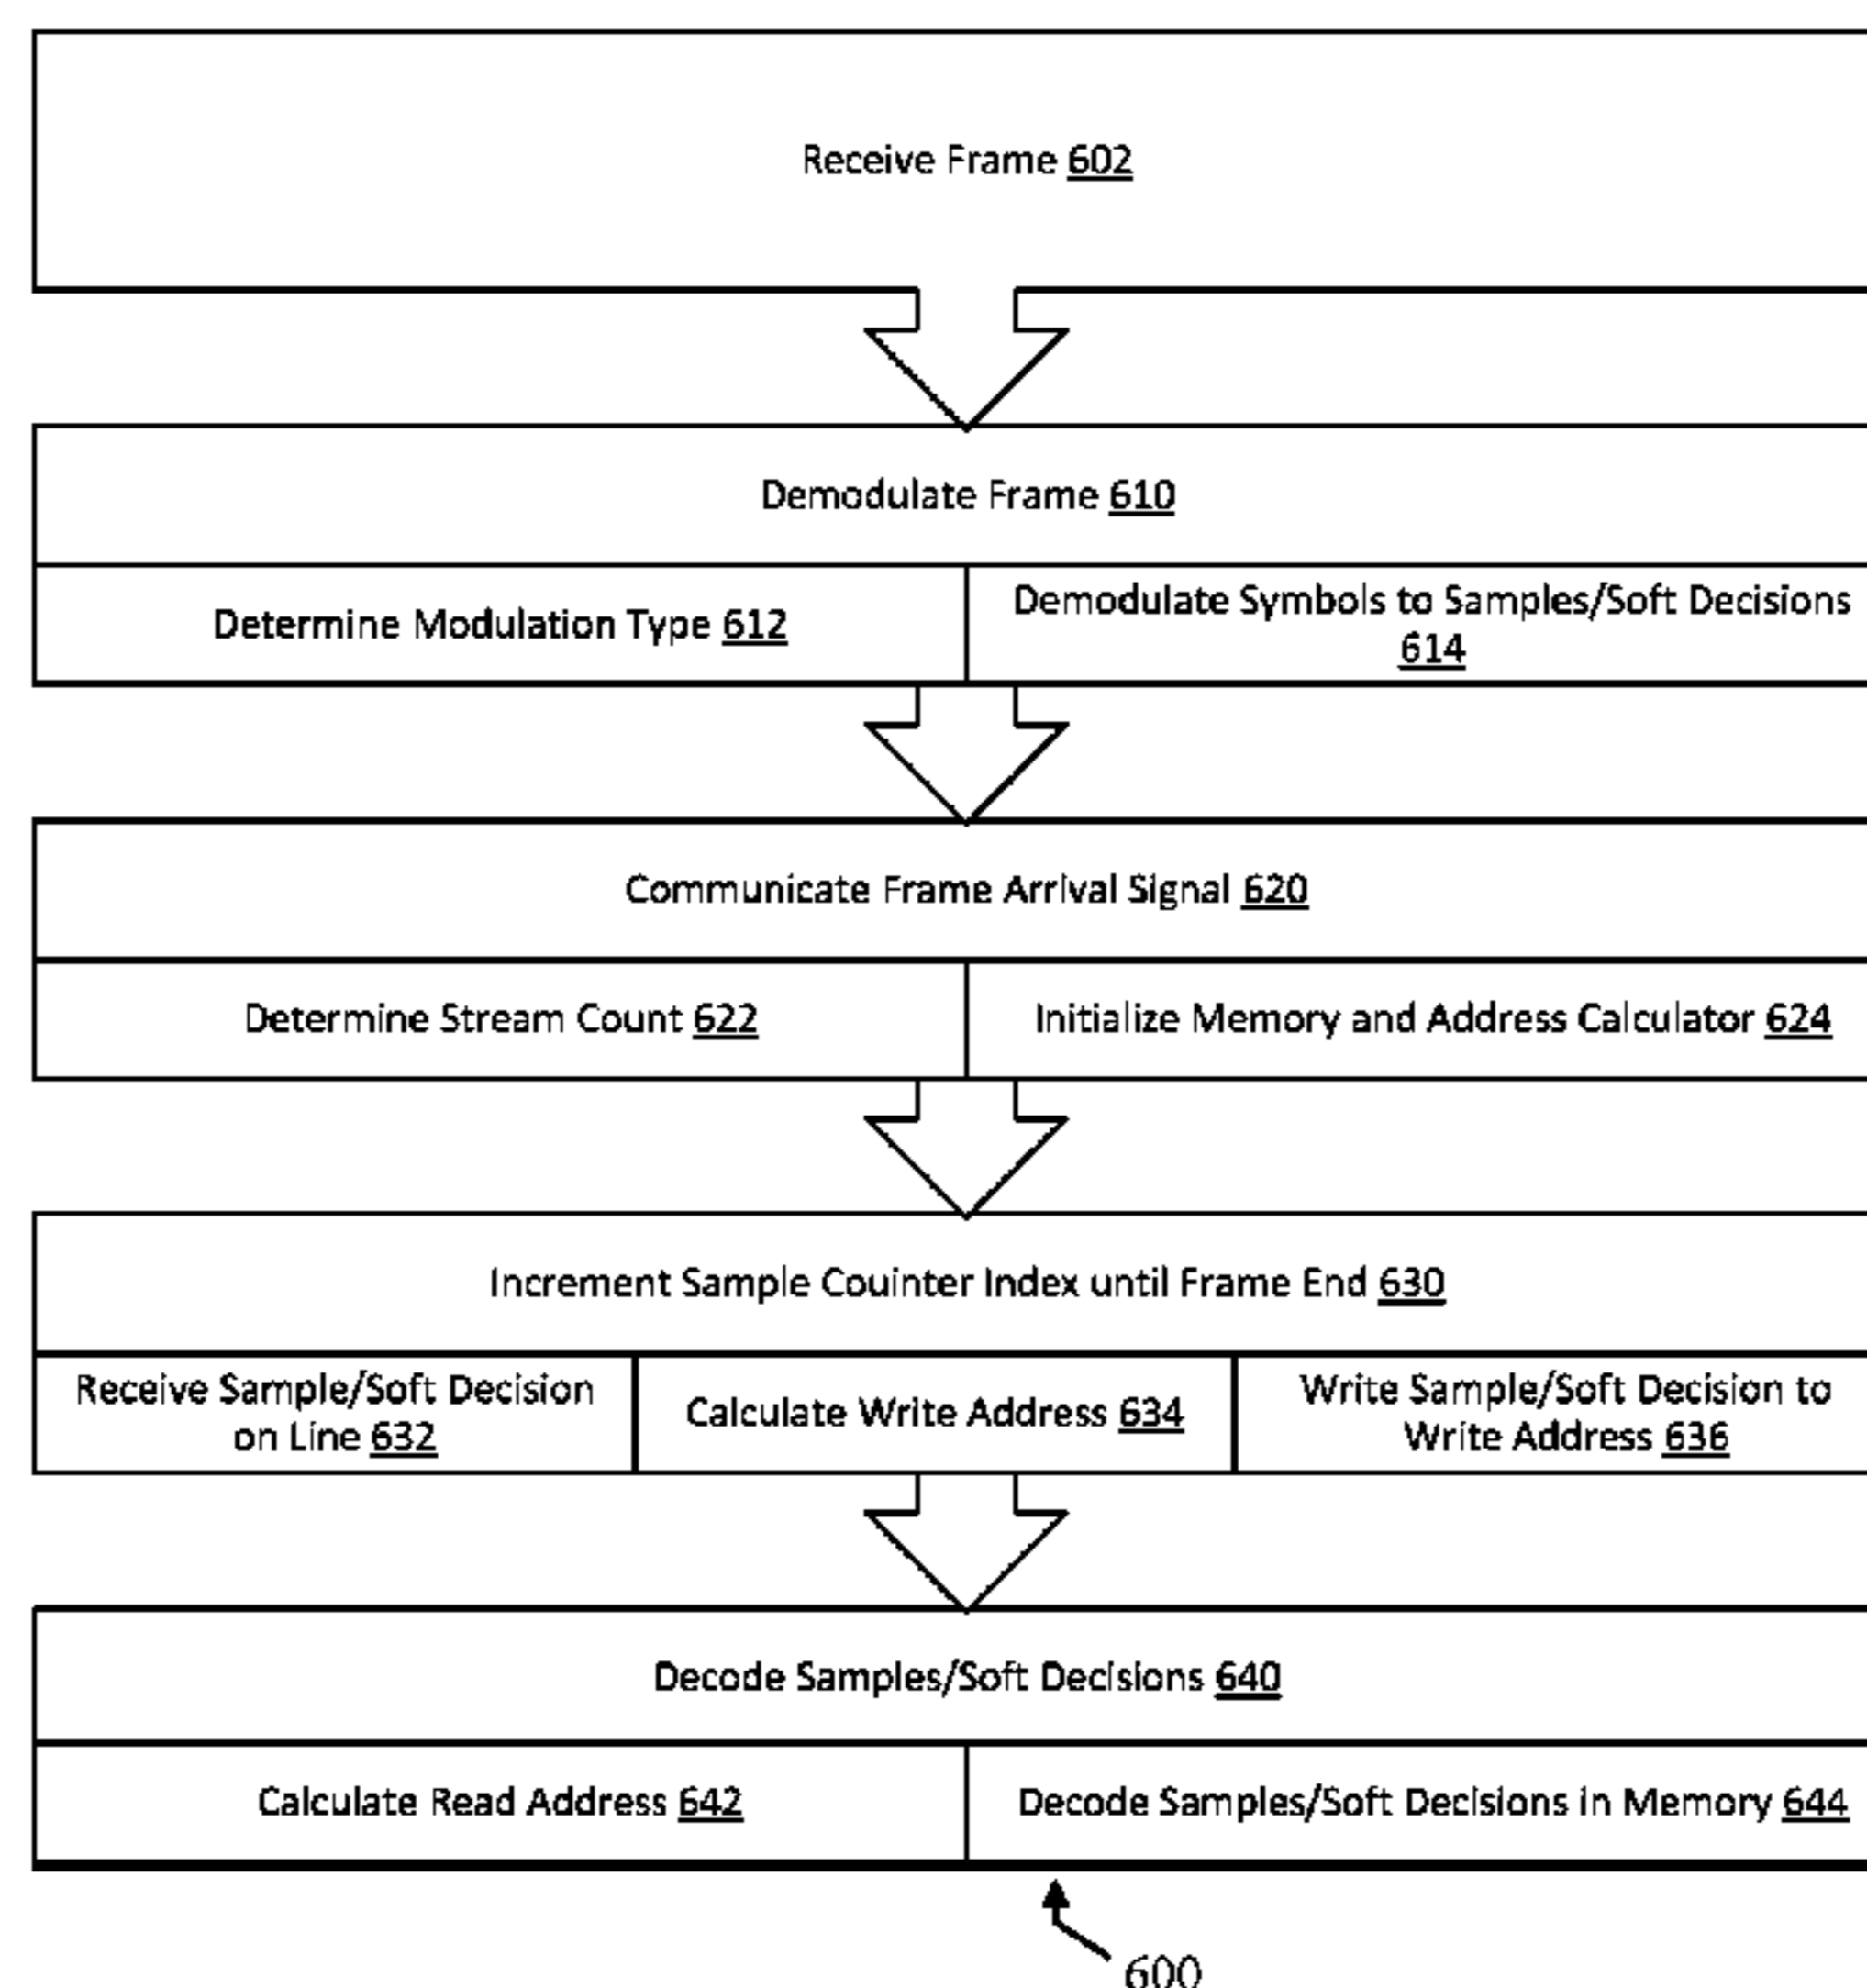 Receive Frame 602
Demodulate Frame 610
Determine Modulation Type 612
Demodulate Symbols to Samples/Soft Decisions
614
Communicate Frame Arrival Signal 620
Determine Stream Count 622
Initialize Memory and Address Calculator 624
Increment Sample Couinter Index until Frame End 630
Receive Sample/Soft Decision
on Line 632
Calculate Write Address 634
Write Sample/Soft Decision to
Write Address 636
Decode Samples/Soft Decisions 640
Calculate Read Address 642
Decode Samples/Soft Decisions in Memory 644
600